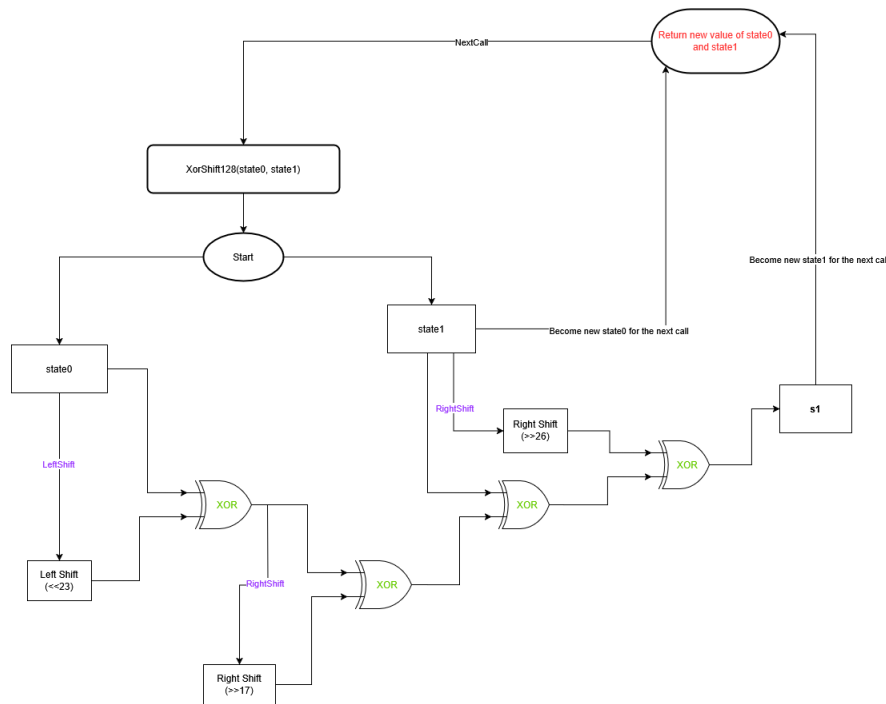 Return new value of state0
and state1
NextCall
XorShift128(state0, state1)
Start
Become new state1 for the next call
state1
Become new state0 for the next call
state0
RightShift
Right Shift
(>>26)
s1
XOR
LeftShift
XOR
XOR
Left Shift
(<<23)
RightShift
XOR
Right Shift
(>>17)